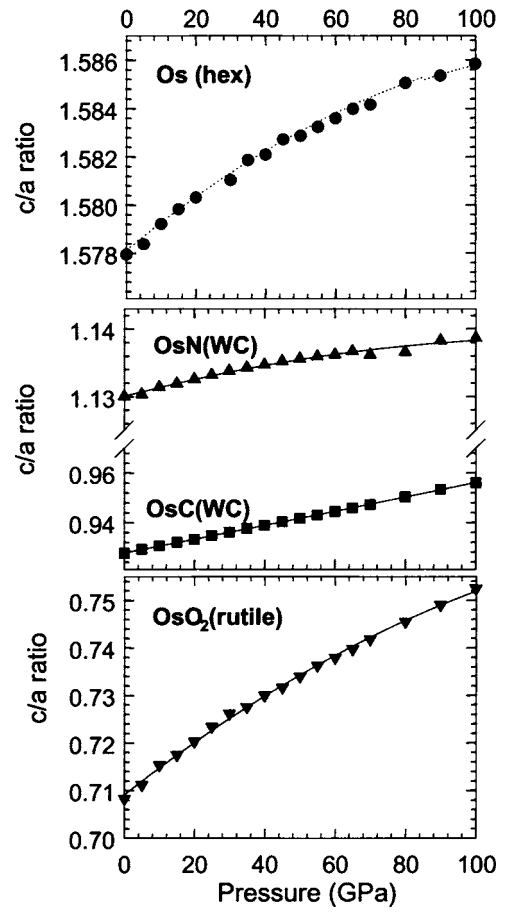 0 20 40 60 80 100
1.586
Os (hex)
1.584
1.582
1.580
1.578
c/a ratio
1.14
OsN(WC)
1.13
c/a ratio
0.96
OsC(WC)
0.94
0.75
OsO2(rutile)
0.74
0.73
0.72
0.71
0.70
c/a ratio
0 20 40 60 80 100
Pressure (GPa)